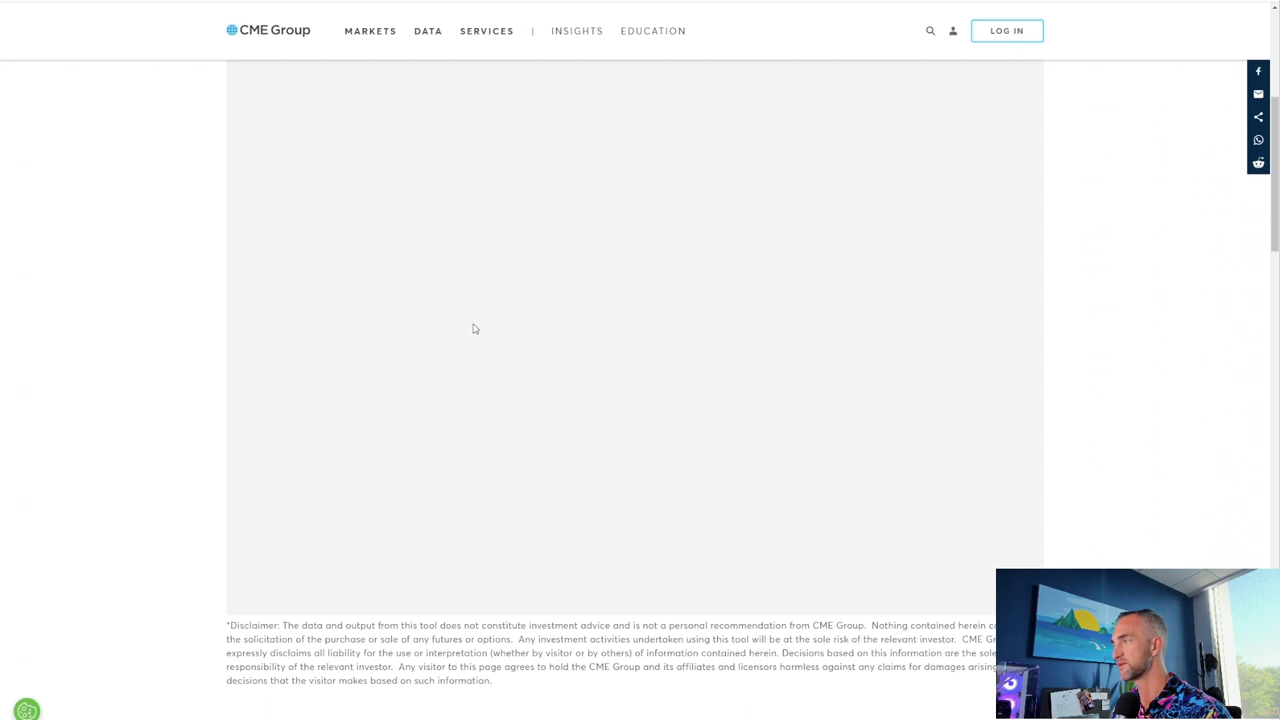 CME Group MARKETS DATA SERVICES | INSIGHTS EDUCATION LOG IN
*Disclaimer: The data and output from this tool does not constitute investment advice and is not a personal recommendation from CME Group. Nothing contained herein
the solicitation of the purchase or sale of any futures or options. Any investment activities undertaken using this tool will be at the sole risk of the relevant investor. CME
expressly disclaims all liability for the use or interpretation (whether by visitor or by others) of information contained herein. Decisions based on this information are the sole
responsibility of the relevant investor. Any visitor to this page agrees to hold the CME Group and its affiliates and licensors harmless against any claims for damages arising
decisions that the visitor makes based on such information.